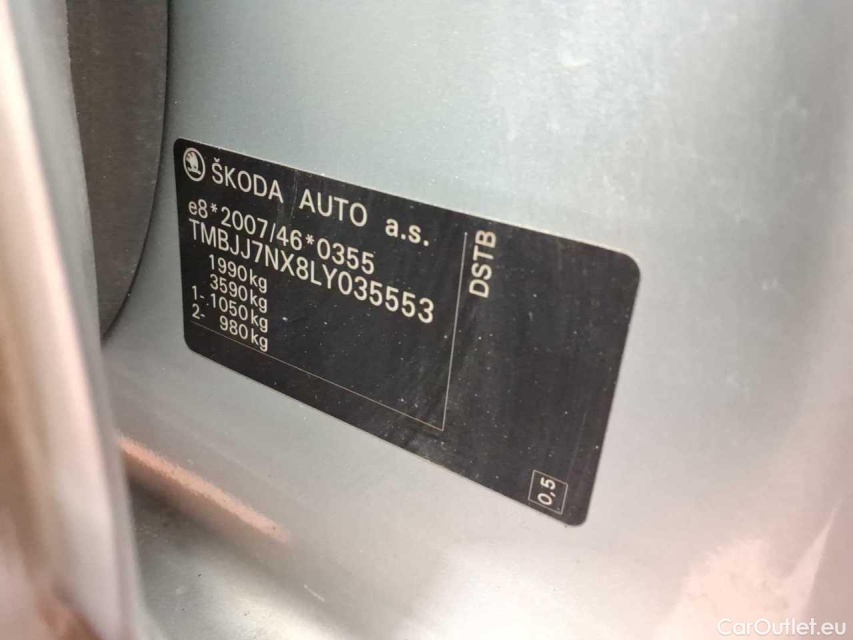 ŠKODA AUTO a.s.
e8*2007/46*0355
TMBJJ7NX8LY035553
1990kg
3590kg
1- 1050kg
2- 980kg
DSTB
0,5
CarOutlet.eu